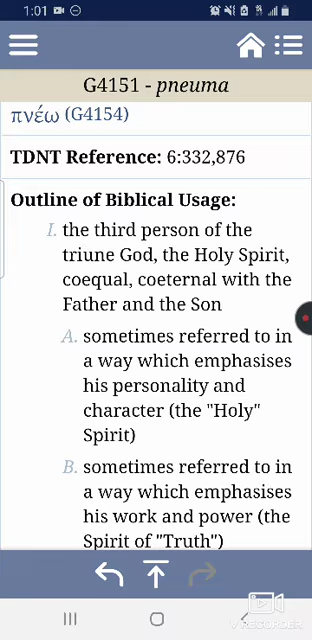 1:01
G4151 - pneuma
πνέω (G4154)
TDNT Reference: 6:332,876
Outline of Biblical Usage:
I. the third person of the
triune God, the Holy Spirit,
coequal, coeternal with the
Father and the Son
A. sometimes referred to in
a way which emphasises
his personality and
character (the "Holy"
Spirit)
B. sometimes referred to in
a way which emphasises
his work and power (the
Spirit of "Truth")
V RECORDER